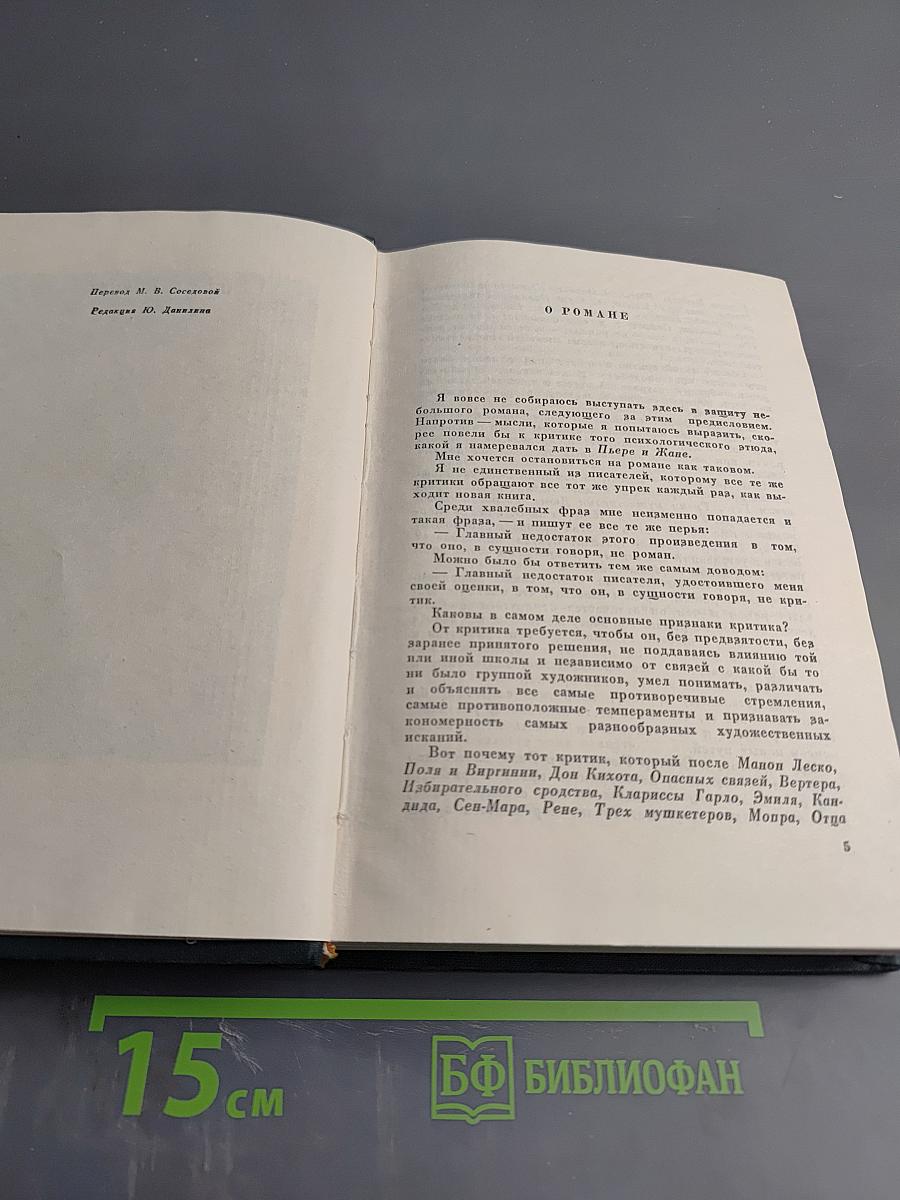 Перевод М. В. Соседовой
Редакция Ю. Данилина
О РОМАНЕ
Я вовсе не собираюсь выступать здесь в защиту не-
большого романа, следующего за этим предисловием.
Напротив — мысли, которые я попытаюсь выразить, ско-
рее повели бы к критике того психологического этюда,
какой я намеревался дать в Пьере и Жане.
Мне хочется остановиться на романе как таковом.
Я не единственный из писателей, которому все те же
критики обращают все тот же упрек каждый раз, как вы-
ходит новая книга.
Среди хвалебных фраз мне неизменно попадается и
такая фраза, — и пишут ее все те же перья:
— Главный недостаток этого произведения в том,
что оно, в сущности говоря, не роман.
Можно было бы ответить тем же самым доводом:
— Главный недостаток писателя, удостоившего меня
своей оценки, в том, что он, в сущности говоря, не кри-
тик.
Каковы в самом деле основные признаки критика?
От критика требуется, чтобы он, без предвзятости, без
заранее принятого решения, не поддаваясь влиянию той
или иной школы и независимо от связей с какой бы то
ни было группой художников, умел понимать, различать
и объяснять все самые противоречивые стремления,
самые противоположные темпераменты и признавать за-
кономерность самых разнообразных художественных
исканий.
Вот почему тот критик, который после Манон Леско,
Поля и Виргинии, Дон Кихота, Опасных связей, Вертера,
Избирательного сродства, Клариссы Гарло, Эмиля, Кан-
дида, Сен-Мара, Рене, Трех мушкетеров, Мопра, Отца
5
15 см
БФ БИБЛИОФАН